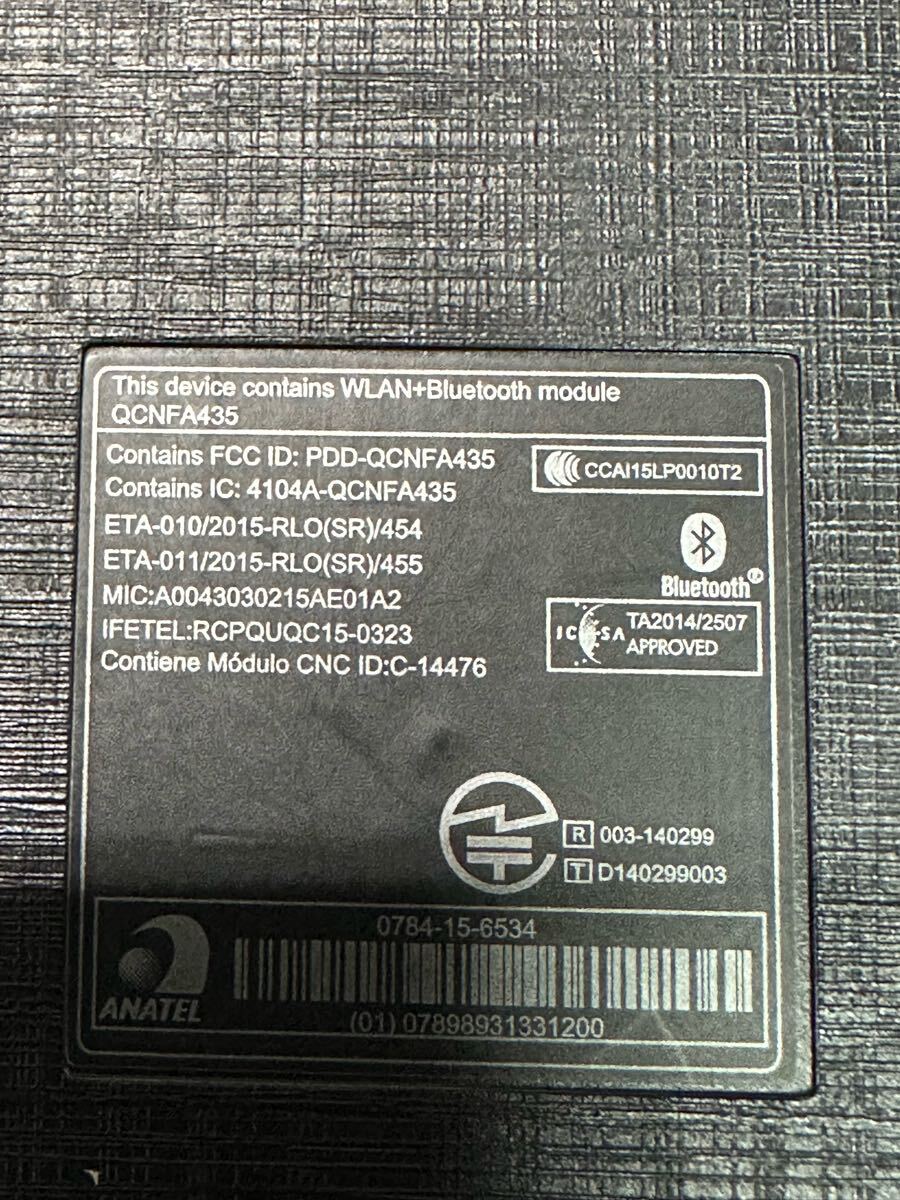 This device contains WLAN+Bluetooth module
QCNFA435
Contains FCC ID: PDD-QCNFA435
CCAI15LP0010T2
Contains IC: 4104A-QCNFA435
ETA-010/2015-RLO(SR)/454
ETA-011/2015-RLO(SR)/455
Bluetooth®
MIC:A0043030215AE01A2
IFETEL:RCPQUQC15-0323
Contiene Módulo CNC ID:C-14476
ICASA
TA2014/2507
APPROVED
R 003-140299
T D140299003
0784-15-6534
ANATEL
(01) 07898931331200